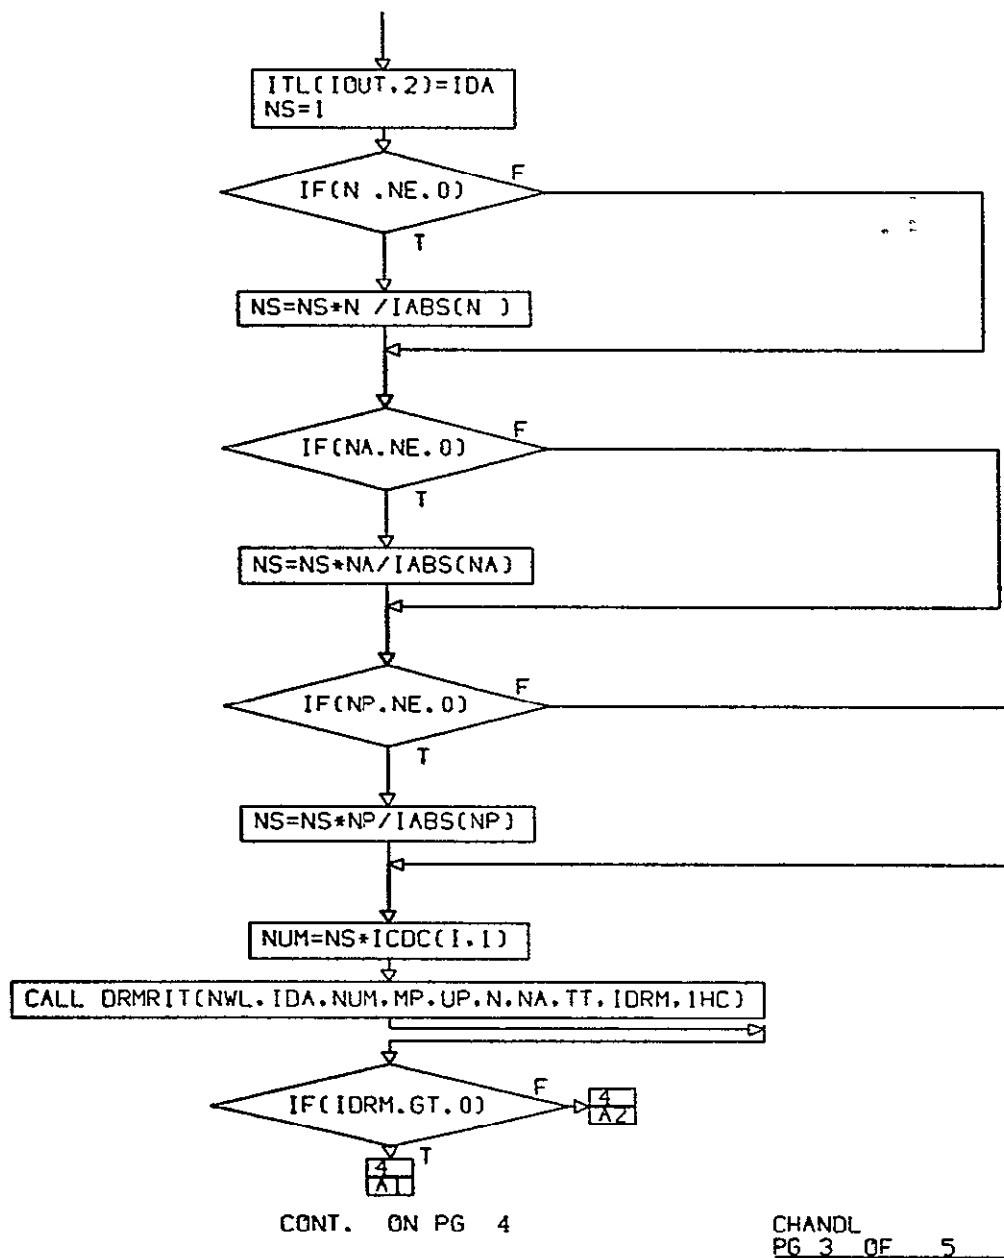 ITL(IOUT.2)=IDA
NS=1
IF(N .NE.0)
F
T
NS=NS*N /IABS(N )
IF(NA.NE.0)
F
T
NS=NS*NA/IABS(NA)
IF(NP.NE.0)
F
T
NS=NS*NP/IABS(NP)
NUM=NS*ICDC(I.1)
CALL DRMRIT(NWL.IDA.NUM.MP.UP.N.NA.TT.IDRM.1HC)
IF(IDRM.GT.0)
F
4
A2
T
4
A1
CONT. ON PG 4
CHANDL
PG 3 OF 5